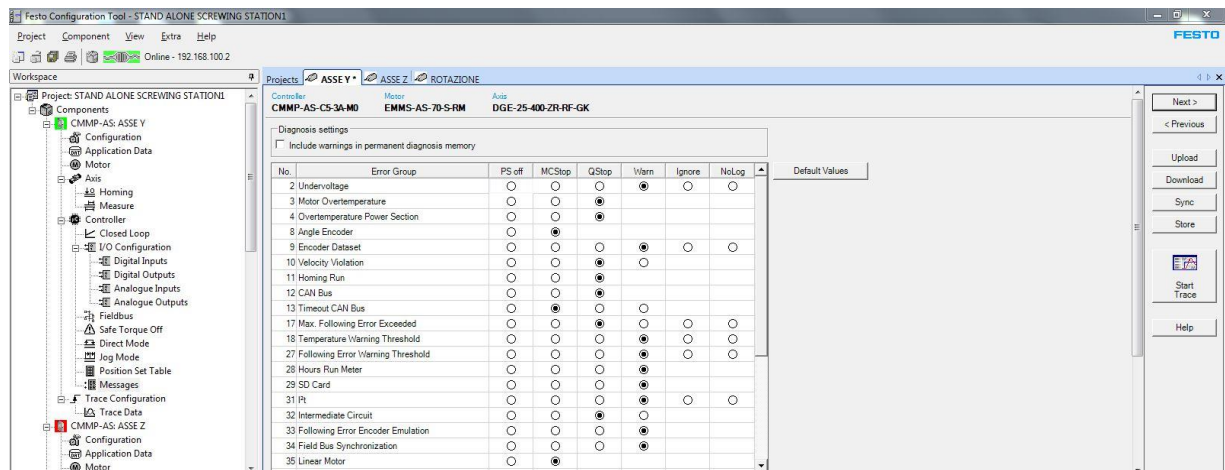 Festo Configuration Tool - STAND ALONE SCREWING STATION1
Project Component View Extra Help
FESTO
Online - 192.168.100.2
Workspace
Projects ASSE Y * ASSE Z ROTAZIONE
Project: STAND ALONE SCREWING STATION1
Components
CMMP-AS: ASSE Y
Configuration
Application Data
Motor
Axis
Homing
Measure
Controller
Closed Loop
I/O Configuration
Digital Inputs
Digital Outputs
Analogue Inputs
Analogue Outputs
Fieldbus
Safe Torque Off
Direct Mode
Jog Mode
Position Set Table
Messages
Trace Configuration
Trace Data
CMMP-AS: ASSE Z
Configuration
Application Data
Motor
Controller Motor Axis
CMMP-AS-C5-3A-M0 EMMS-AS-70-S-RM DGE-25-400-ZR-RF-GK
Diagnosis settings
Include warnings in permanent diagnosis memory
No. Error Group PS off MCStop QStop Warn Ignore NoLog
2 Undervoltage
3 Motor Overtemperature
4 Overtemperature Power Section
8 Angle Encoder
9 Encoder Dataset
10 Velocity Violation
11 Homing Run
12 CAN Bus
13 Timeout CAN Bus
17 Max. Following Error Exceeded
18 Temperature Warning Threshold
27 Following Error Warning Threshold
28 Hours Run Meter
29 SD Card
31 I²t
32 Intermediate Circuit
33 Following Error Encoder Emulation
34 Field Bus Synchronization
35 Linear Motor
Default Values
Next >
< Previous
Upload
Download
Sync
Store
Start
Trace
Help